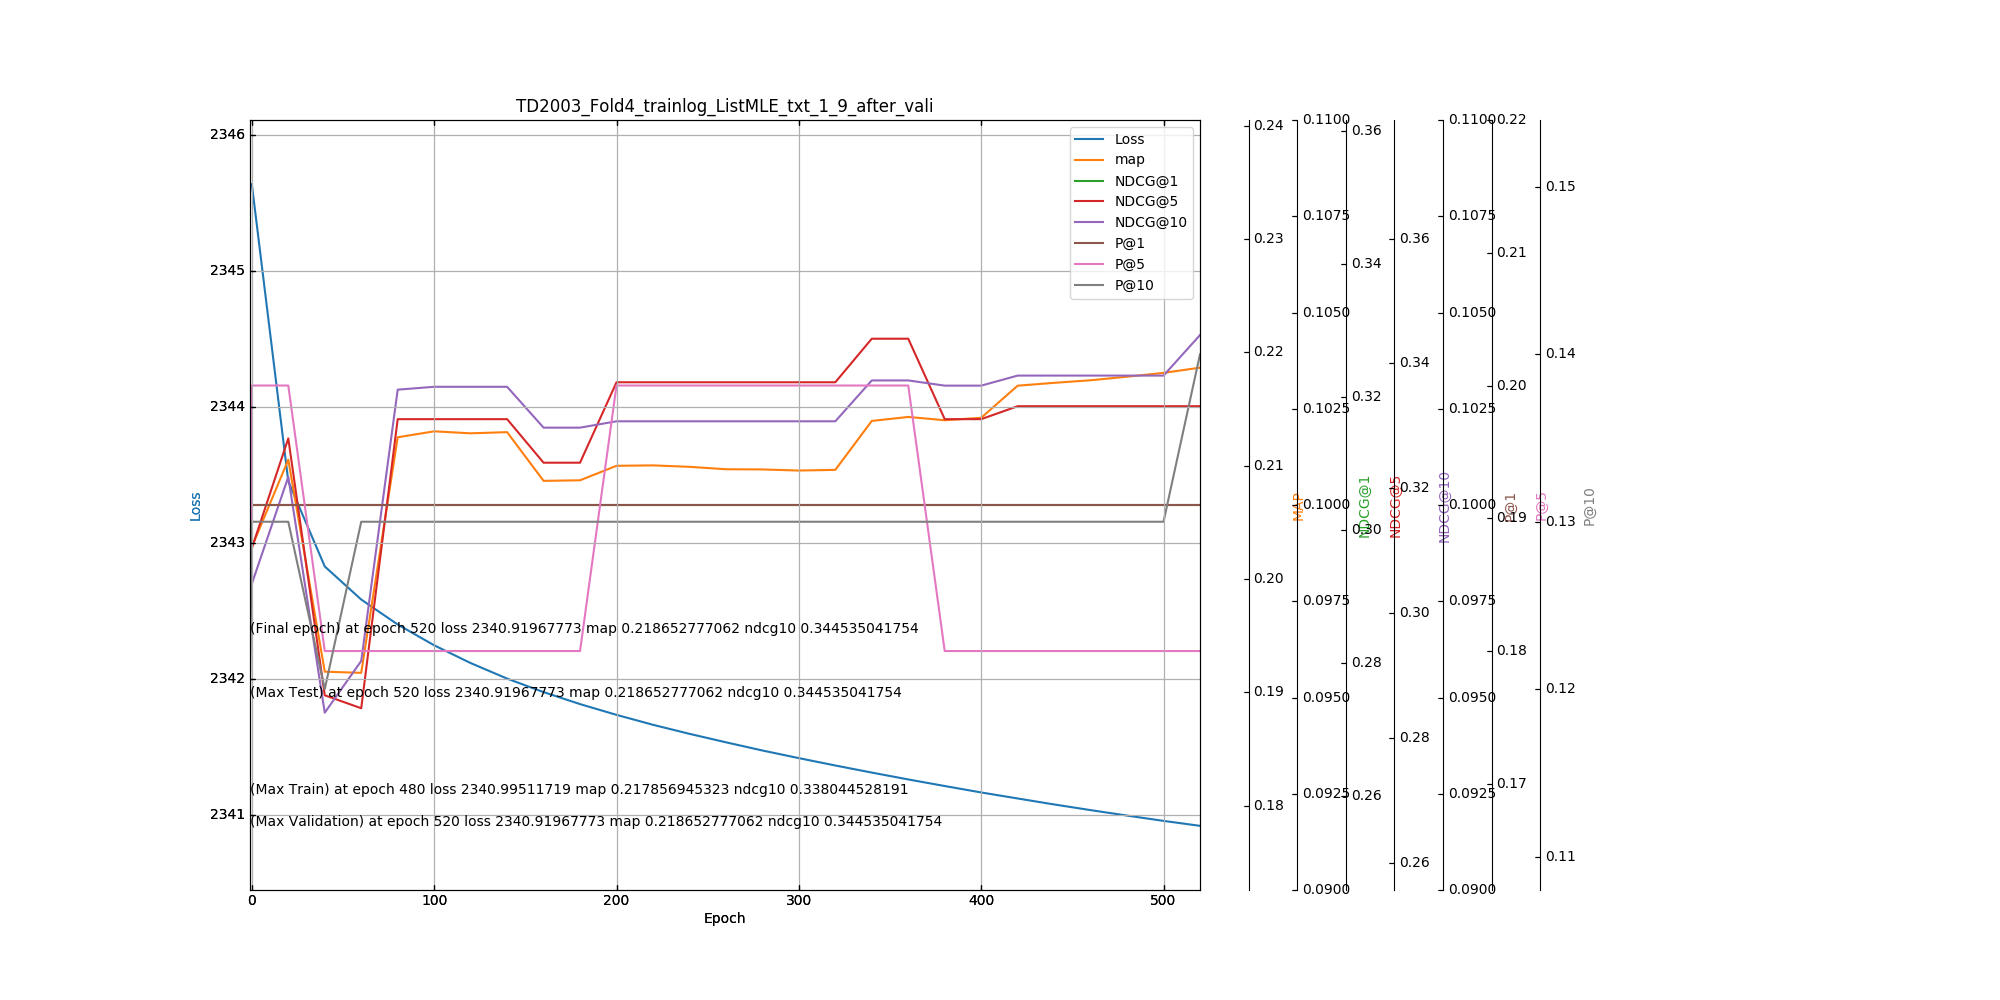 TD2003_Fold4_trainlog_ListMLE_txt_1_9_after_vali
Loss
map
NDCG@1
NDCG@5
NDCG@10
P@1
P@5
P@10
2346
2345
2344
2343
2342
2341
Loss
(Final epoch) at epoch 520 loss 2340.91967773 map 0.218652777062 ndcg10 0.344535041754
(Max Test) at epoch 520 loss 2340.91967773 map 0.218652777062 ndcg10 0.344535041754
(Max Train) at epoch 480 loss 2340.99511719 map 0.217856945323 ndcg10 0.338044528191
(Max Validation) at epoch 520 loss 2340.91967773 map 0.218652777062 ndcg10 0.344535041754
0 100 200 300 400 500
Epoch
0.24
0.23
0.22
0.21
0.20
0.19
0.18
MAP
0.1100
0.1075
0.1050
0.1025
0.1000
0.0975
0.0950
0.0925
0.0900
NDCG@1
0.36
0.34
0.32
0.30
0.28
0.26
NDCG@5
0.36
0.34
0.32
0.30
0.28
0.26
NDCG@10
0.1100
0.1075
0.1050
0.1025
0.1000
0.0975
0.0950
0.0925
0.0900
P@1
0.22
0.21
0.20
0.19
0.18
0.17
P@5
0.15
0.14
0.13
0.12
0.11
P@10